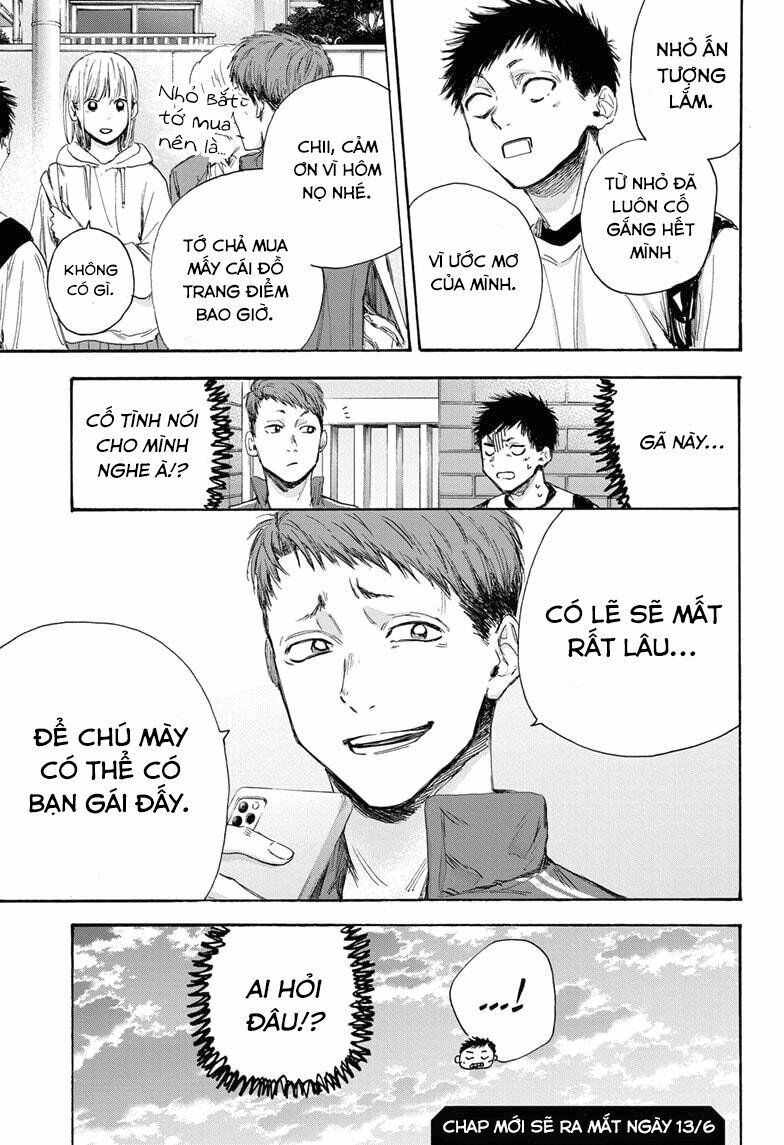 NHỎ ẤN
TƯỢNG
LẮM.
TỪ NHỎ ĐÃ
LUÔN CỐ
GẮNG HẾT
MÌNH
VÌ ƯỚC MƠ
CỦA MÌNH.
CHII, CẢM
ƠN VÌ HÔM
NỌ NHÉ.
Nhỏ bắt
tớ mua
nên là...
TỚ CHẢ MUA
MẤY CÁI ĐỒ
TRANG ĐIỂM
BAO GIỜ.
KHÔNG
CÓ GÌ.
GÃ NÀY...
CỐ TÌNH NÓI
CHO MÌNH
NGHE À!?
CÓ LẼ SẼ MẤT
RẤT LÂU...
ĐỂ CHÚ MÀY
CÓ THỂ CÓ
BẠN GÁI ĐẤY.
...!
AI HỎI
ĐÂU!?
CHAP MỚI SẼ RA MẮT NGÀY 13/6